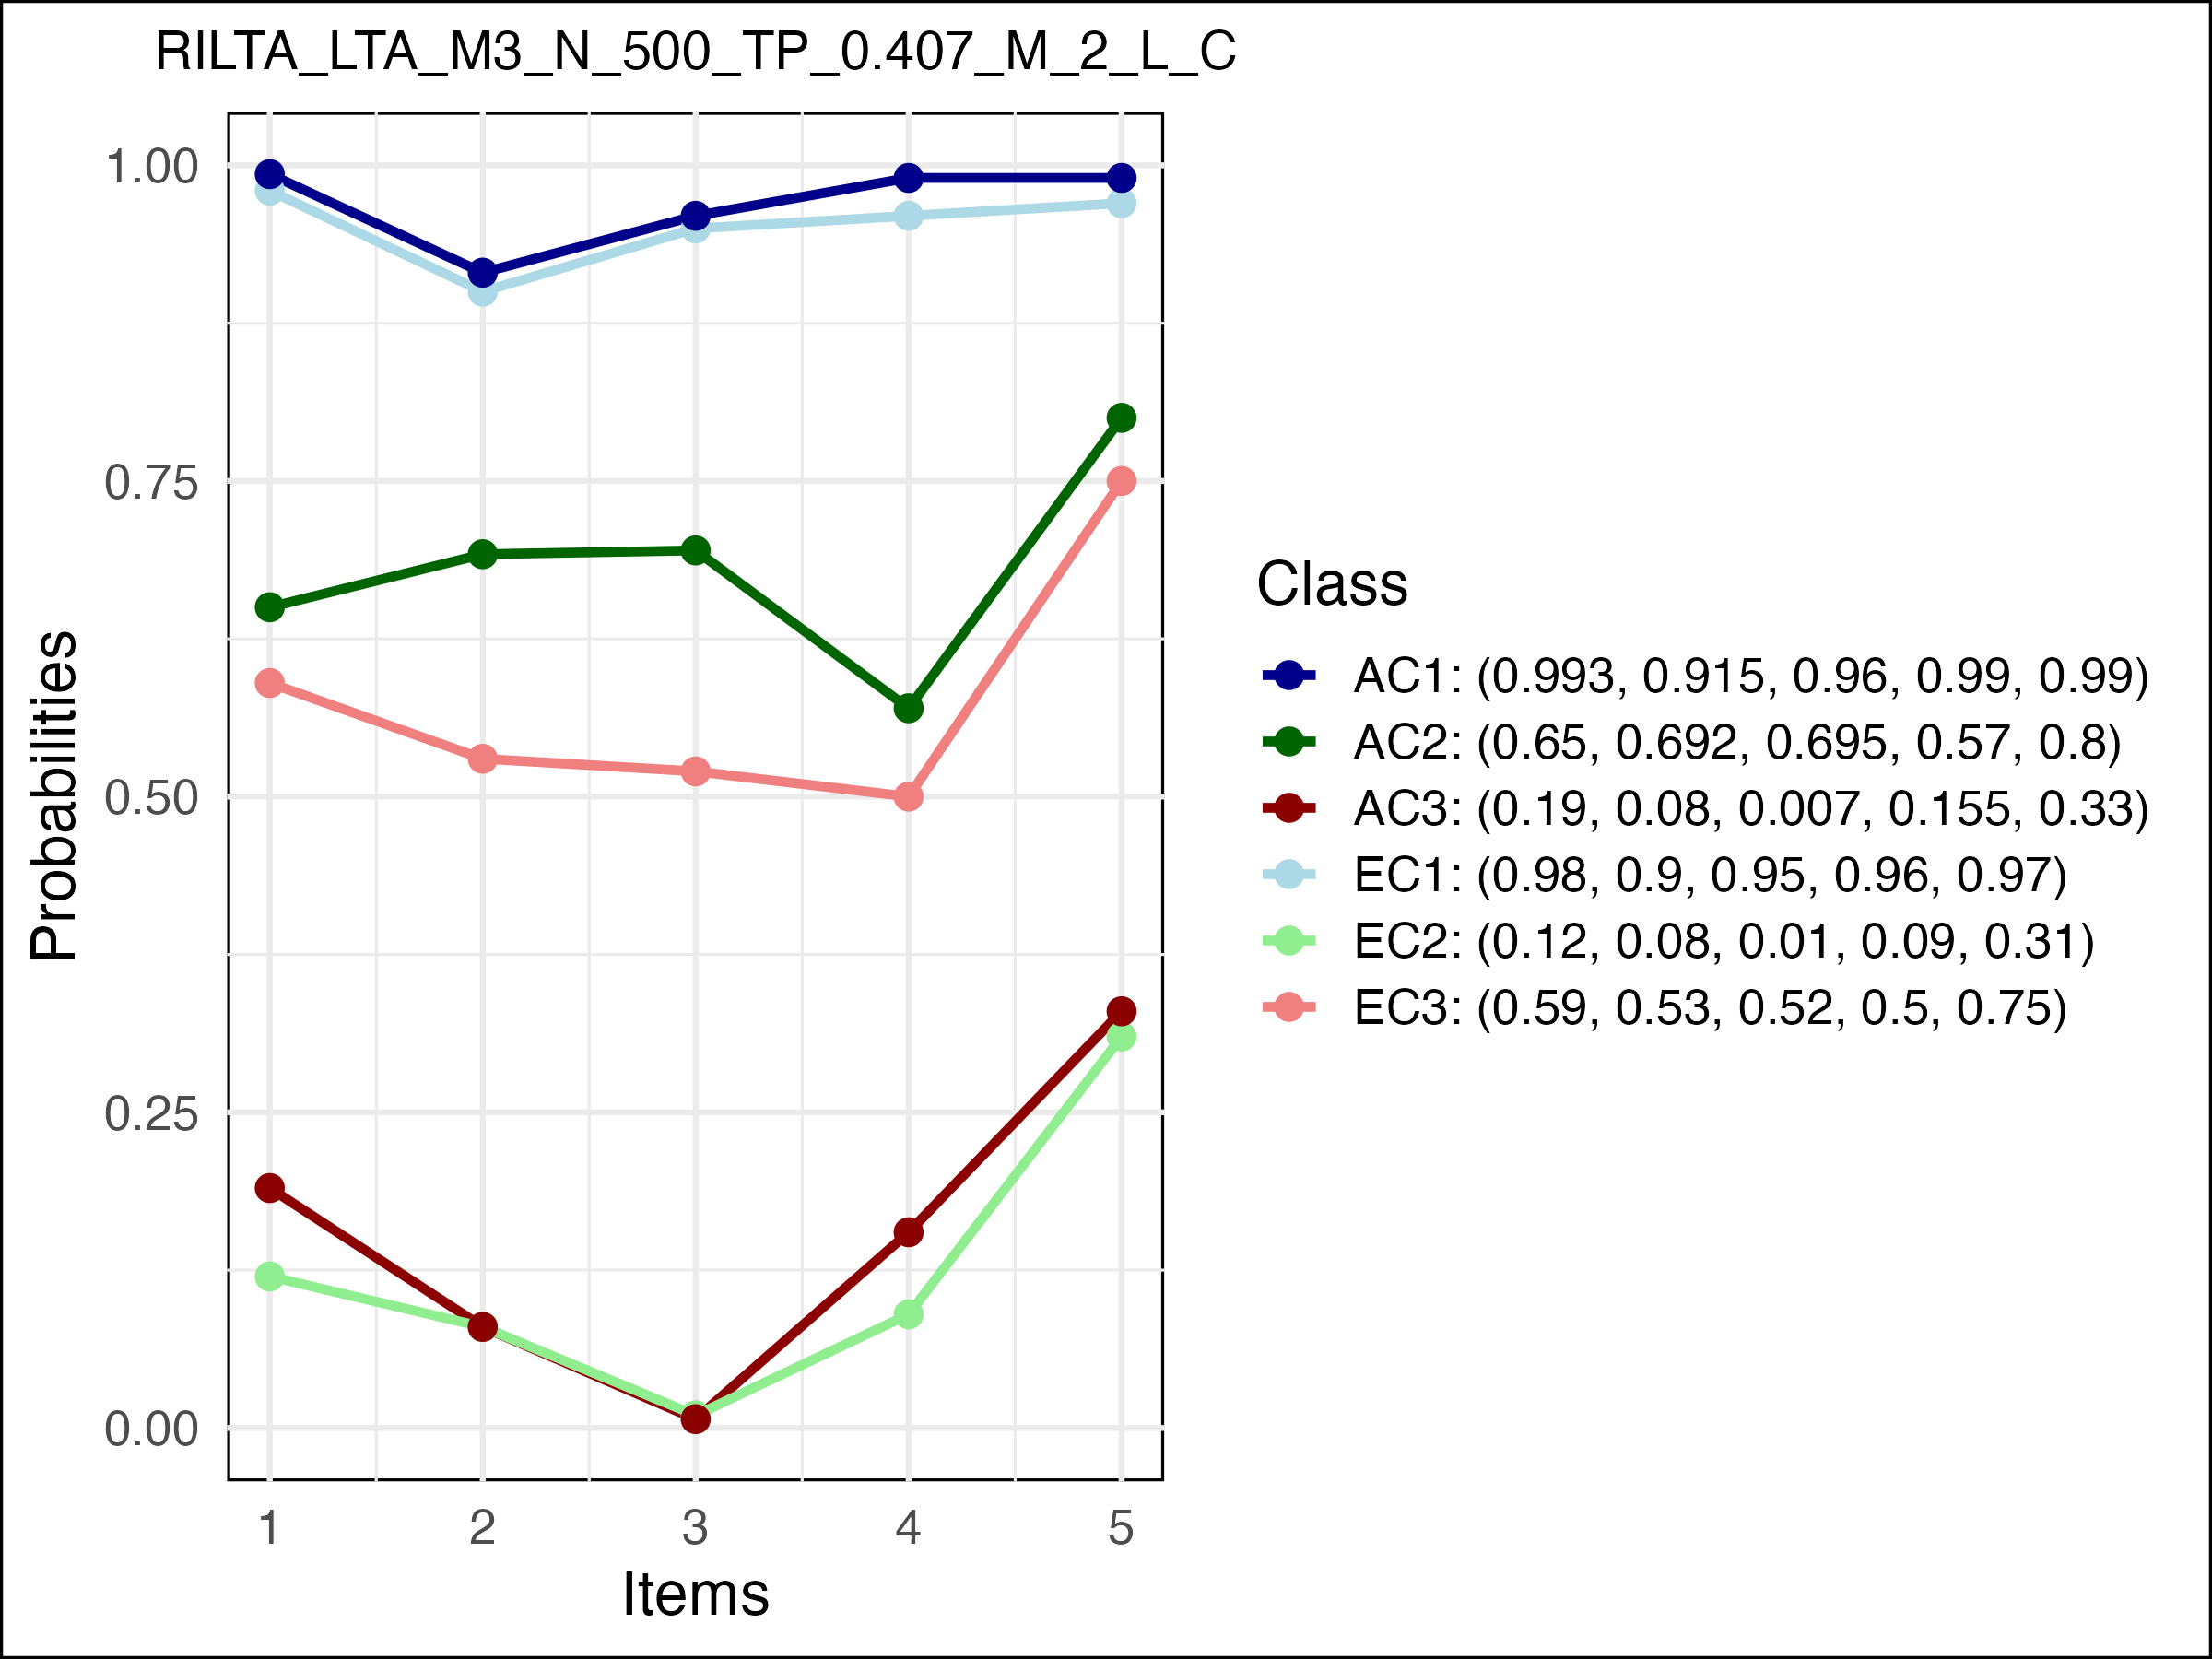 RILTA_LTA_M3_N_500_TP_0.407_M_2_L_C
1.00
0.75
0.50
0.25
0.00
Probabilities
1 2 3 4 5
Items
Class
AC1: (0.993, 0.915, 0.96, 0.99, 0.99)
AC2: (0.65, 0.692, 0.695, 0.57, 0.8)
AC3: (0.19, 0.08, 0.007, 0.155, 0.33)
EC1: (0.98, 0.9, 0.95, 0.96, 0.97)
EC2: (0.12, 0.08, 0.01, 0.09, 0.31)
EC3: (0.59, 0.53, 0.52, 0.5, 0.75)